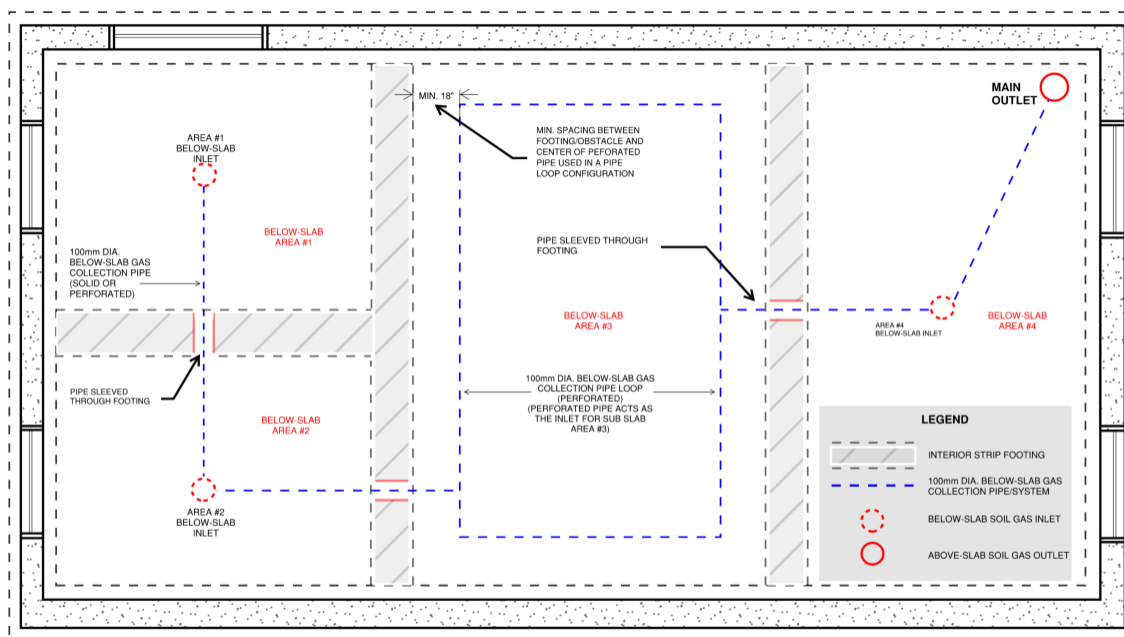 AREA #1
BELOW-SLAB
INLET
BELOW-SLAB
AREA #1
100mm DIA.
BELOW-SLAB GAS
COLLECTION PIPE
(SOLID OR
PERFORATED)
PIPE SLEEVED
THROUGH FOOTING
BELOW-SLAB
AREA #2
AREA #2
BELOW-SLAB
INLET
MIN. 18"
MIN. SPACING BETWEEN
FOOTING/OBSTACLE AND
CENTER OF PEFORATED
PIPE USED IN A PIPE
LOOP CONFIGURATION
PIPE SLEEVED THROUGH
FOOTING
BELOW-SLAB
AREA #3
100mm DIA. BELOW-SLAB GAS
COLLECTION PIPE LOOP
(PERFORATED)
(PERFORATED PIPE ACTS AS
THE INLET FOR SUB SLAB
AREA #3)
MAIN
OUTLET
AREA #4
BELOW-SLAB INLET
BELOW-SLAB
AREA #4
LEGEND
INTERIOR STRIP FOOTING
100mm DIA. BELOW-SLAB GAS
COLLECTION PIPE/SYSTEM
BELOW-SLAB SOIL GAS INLET
ABOVE-SLAB SOIL GAS OUTLET